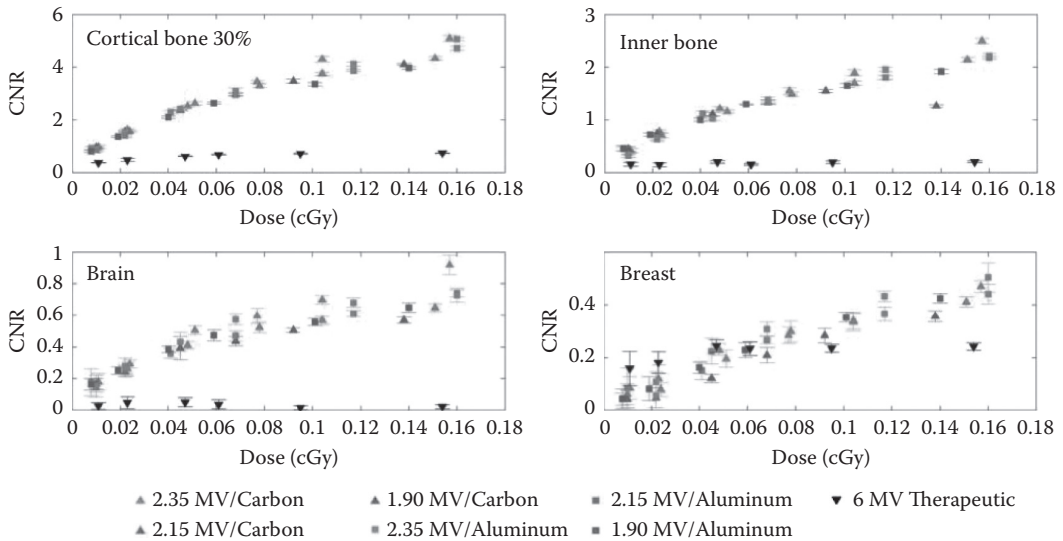 Cortical bone 30%
CNR
6
4
2
0
0 0.02 0.04 0.06 0.08 0.1 0.12 0.14 0.16 0.18
Dose (cGy)
Inner bone
CNR
3
2
1
0
0 0.02 0.04 0.06 0.08 0.1 0.12 0.14 0.16 0.18
Dose (cGy)
Brain
CNR
1
0.8
0.6
0.4
0.2
0
0 0.02 0.04 0.06 0.08 0.1 0.12 0.14 0.16 0.18
Dose (cGy)
Breast
CNR
0.4
0.2
0
0 0.02 0.04 0.06 0.08 0.1 0.12 0.14 0.16 0.18
Dose (cGy)
2.35 MV/Carbon 1.90 MV/Carbon 2.15 MV/Aluminum 6 MV Therapeutic
2.15 MV/Carbon 2.35 MV/Aluminum 1.90 MV/Aluminum